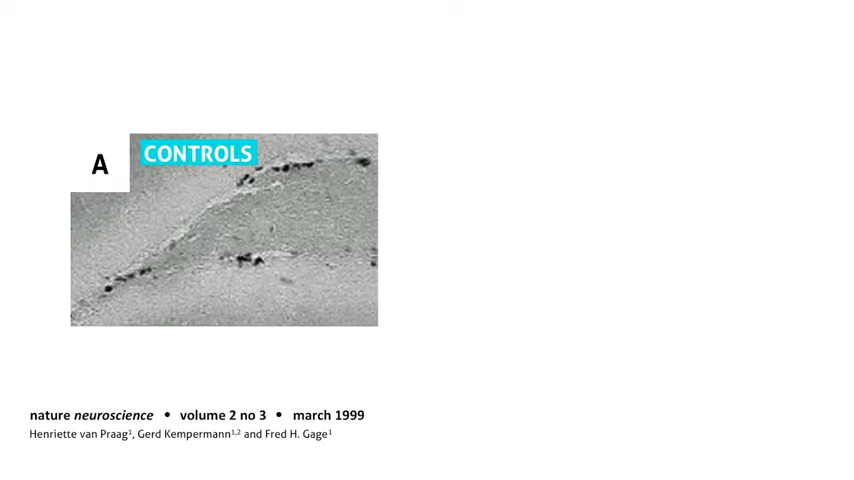 A
CONTROLS
nature neuroscience • volume 2 no 3 • march 1999
Henriette van Praag¹, Gerd Kempermann¹,² and Fred H. Gage¹